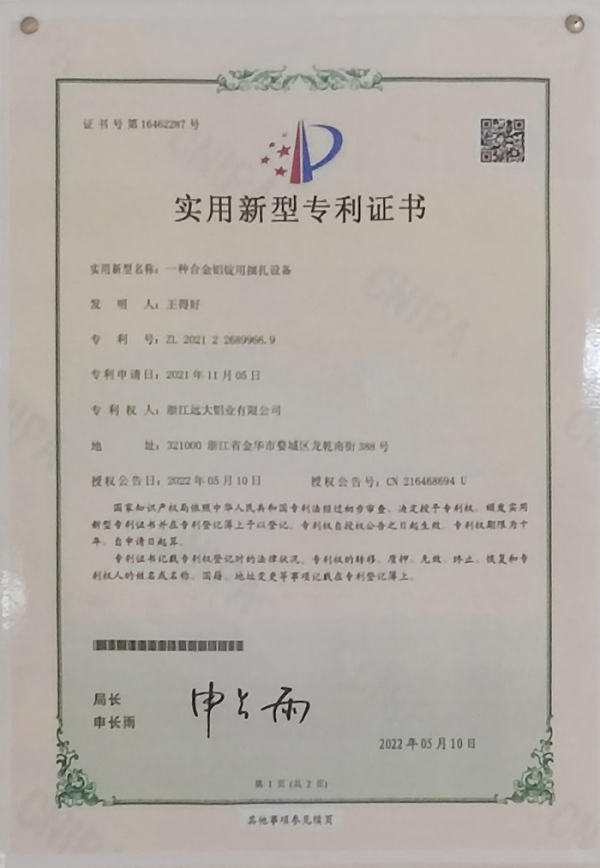 证书号第16462287号
实用新型专利证书
实用新型名称：一种合金铝锭用捆扎设备
发明人：王得好
专利号：ZL 2021 2 2689966.9
专利申请日：2021年11月05日
专利权人：浙江远大铝业有限公司
地址：321000 浙江省金华市婺城区龙乾南街388号
授权公告日：2022年05月10日 授权公告号：CN 216468694 U
国家知识产权局依照中华人民共和国专利法经过初步审查，决定授予专利权，颁发实用
新型专利证书并在专利登记簿上予以登记。专利权自授权公告之日起生效。专利权期限为十
年，自申请日起算。
专利证书记载专利权登记时的法律状况。专利权的转移、质押、无效、终止、恢复和专
利权人的姓名或名称、国籍、地址变更等事项记载在专利登记簿上。
局长
申长雨
申长雨
2022年05月10日
第 1 页 (共 2 页)
其他事项参见续页